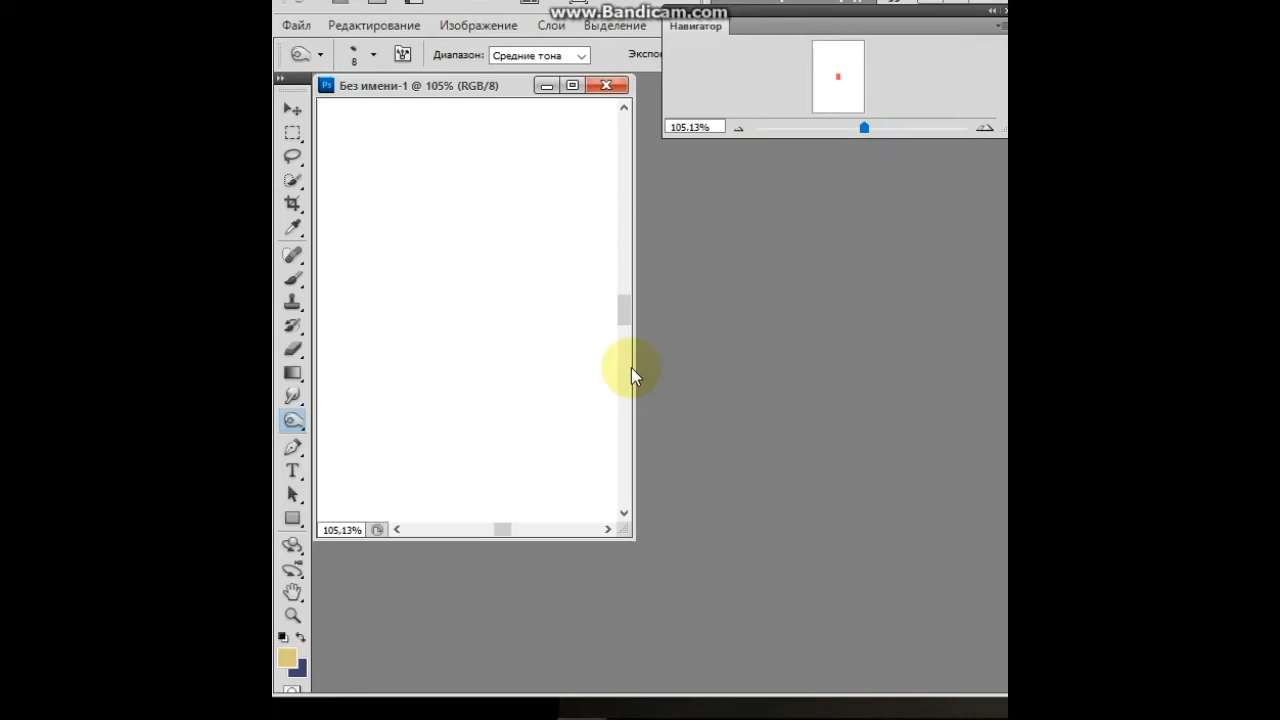 www.Bandicam.com
Файл Редактирование Изображение Слои Выделение
Навигатор
8 Диапазон: Средние тона Экспо
Ps Без имени-1 @ 105% (RGB/8)
105.13%
T
105,13%